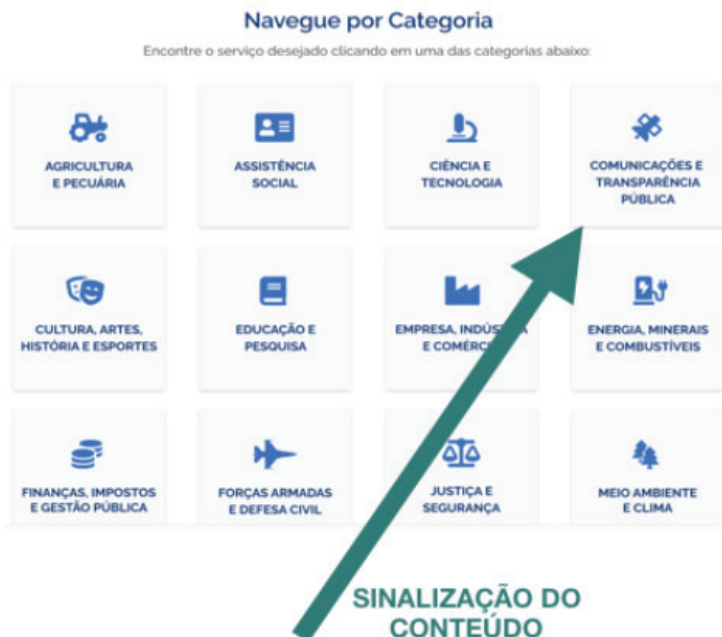 Navegue por Categoria
Encontre o serviço desejado clicando em uma das categorias abaixo:
AGRICULTURA
E PECUÁRIA
ASSISTÊNCIA
SOCIAL
CIÊNCIA E
TECNOLOGIA
COMUNICAÇÕES E
TRANSPARÊNCIA
PÚBLICA
CULTURA, ARTES,
HISTÓRIA E ESPORTES
EDUCAÇÃO E
PESQUISA
EMPRESA,
E
ENERGIA, MINERAIS
E COMBUSTÍVEIS
FINANÇAS, IMPOSTOS
E GESTÃO PÚBLICA
FORÇAS ARMADAS
E DEFESA CIVIL
JUSTIÇA E
SEGURANÇA
MEIO AMBIENTE
E CLIMA
SINALIZAÇÃO DO
CONTEÚDO